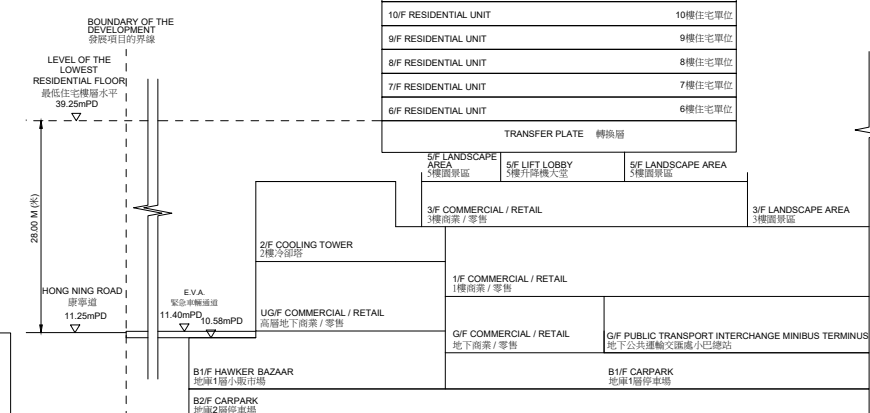 10/F RESIDENTIAL UNIT 10樓住宅單位
9/F RESIDENTIAL UNIT 9樓住宅單位
8/F RESIDENTIAL UNIT 8樓住宅單位
7/F RESIDENTIAL UNIT 7樓住宅單位
6/F RESIDENTIAL UNIT 6樓住宅單位
TRANSFER PLATE 轉換層
BOUNDARY OF THE
DEVELOPMENT
發展項目的界線
LEVEL OF THE
LOWEST
RESIDENTIAL FLOOR
最低住宅樓層水平
39.25mPD
28.00 M (米)
5/F LANDSCAPE
AREA
5樓園景區
5/F LIFT LOBBY
5樓升降機大堂
5/F LANDSCAPE AREA
5樓園景區
3/F COMMERCIAL / RETAIL
3樓商業 / 零售
3/F LANDSCAPE AREA
3樓園景區
2/F COOLING TOWER
2樓冷卻塔
1/F COMMERCIAL / RETAIL
1樓商業 / 零售
HONG NING ROAD
康寧道
11.25mPD
E.V.A.
緊急車輛通道
11.40mPD
10.58mPD
UG/F COMMERCIAL / RETAIL
高層地下商業 / 零售
G/F COMMERCIAL / RETAIL
地下商業 / 零售
G/F PUBLIC TRANSPORT INTERCHANGE MINIBUS TERMINUS
地下公共運輸交匯處小巴總站
B1/F HAWKER BAZAAR
地庫1層小販市場
B1/F CARPARK
地庫1層停車場
B2/F CARPARK
地庫2層停車場